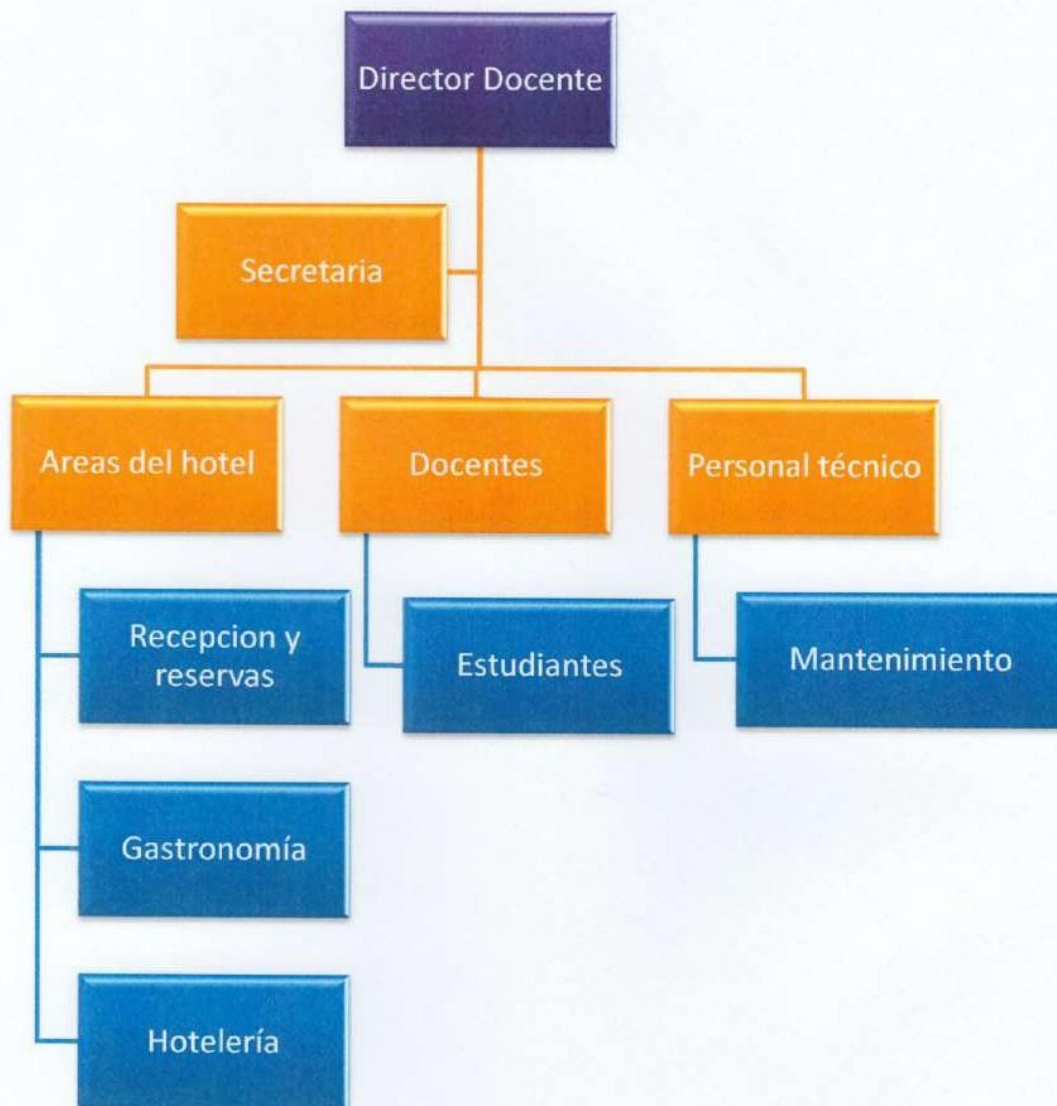 Director Docente
Secretaria
Areas del hotel
Docentes
Personal técnico
Recepcion y
reservas
Estudiantes
Mantenimiento
Gastronomía
Hotelería